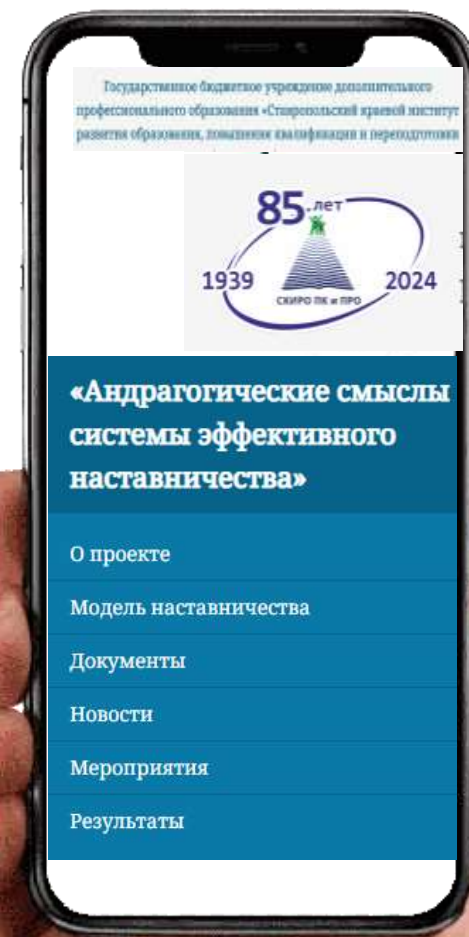 Государственное бюджетное учреждение дополнительного
профессионального образования «Ставропольский краевой институт
развития образования, повышения квалификации и переподготовки
85 лет
1939
2024
СКИРО ПК и ПРО
«Андрагогические смыслы
системы эффективного
наставничества»
О проекте
Модель наставничества
Документы
Новости
Мероприятия
Результаты